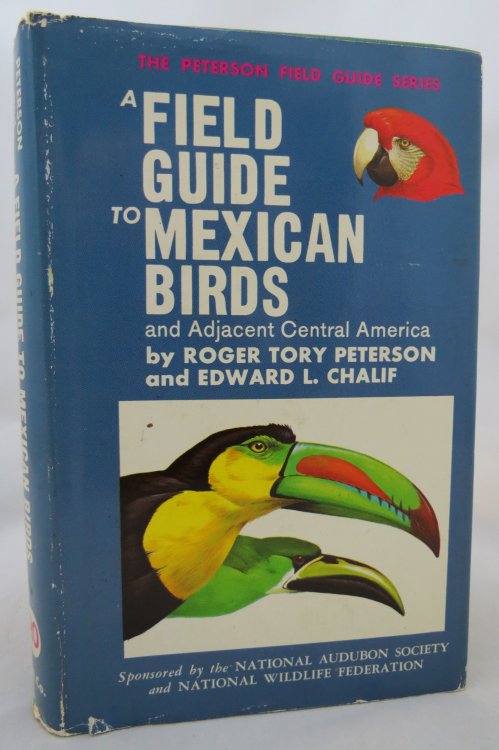 THE PETERSON FIELD GUIDE SERIES
A FIELD
GUIDE
TO MEXICAN
BIRDS
and Adjacent Central America
by ROGER TORY PETERSON
and EDWARD L. CHALIF
Sponsored by the NATIONAL AUDUBON SOCIETY
and NATIONAL WILDLIFE FEDERATION
PETERSON A FIELD GUIDE TO MEXICAN BIRDS
Co.